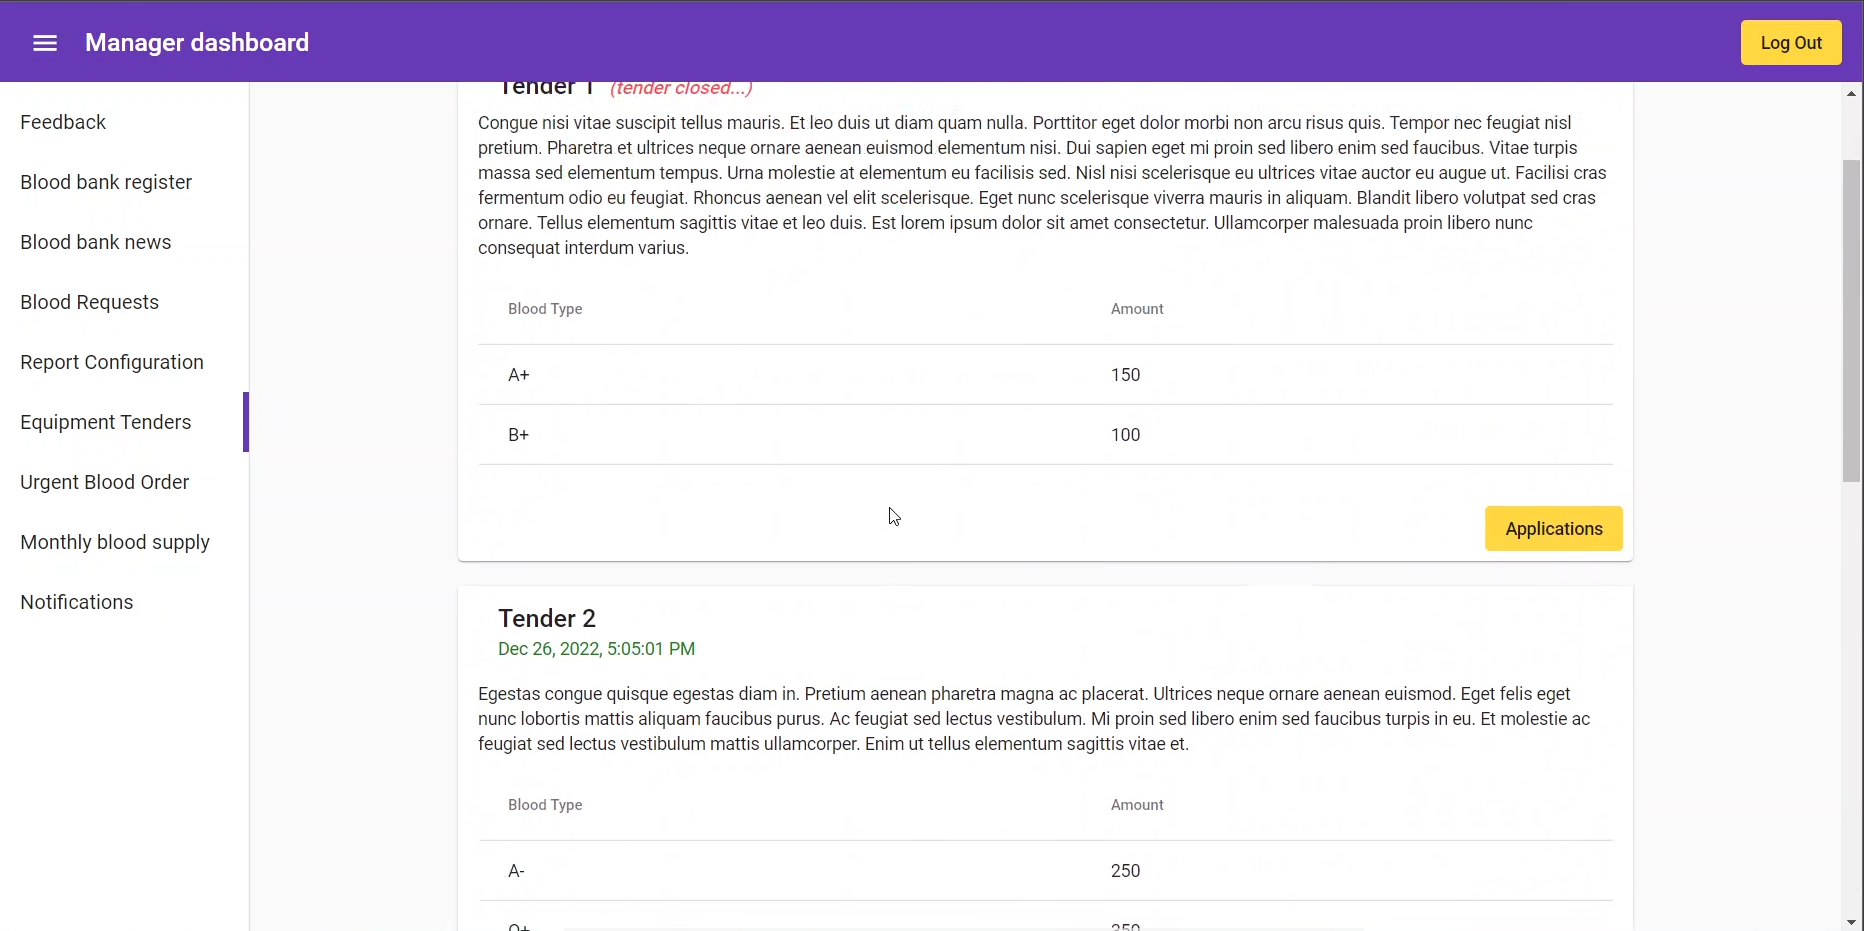 Manager dashboard
Log Out
Feedback
Blood bank register
Blood bank news
Blood Requests
Report Configuration
Equipment Tenders
Urgent Blood Order
Monthly blood supply
Notifications
Tender 1 (tender closed...)
Congue nisi vitae suscipit tellus mauris. Et leo duis ut diam quam nulla. Porttitor eget dolor morbi non arcu risus quis. Tempor nec feugiat nisl
pretium. Pharetra et ultrices neque ornare aenean euismod elementum nisi. Dui sapien eget mi proin sed libero enim sed faucibus. Vitae turpis
massa sed elementum tempus. Urna molestie at elementum eu facilisis sed. Nisl nisi scelerisque eu ultrices vitae auctor eu augue ut. Facilisi cras
fermentum odio eu feugiat. Rhoncus aenean vel elit scelerisque. Eget nunc scelerisque viverra mauris in aliquam. Blandit libero volutpat sed cras
ornare. Tellus elementum sagittis vitae et leo duis. Est lorem ipsum dolor sit amet consectetur. Ullamcorper malesuada proin libero nunc
consequat interdum varius.
Blood Type Amount
A+ 150
B+ 100
Applications
Tender 2
Dec 26, 2022, 5:05:01 PM
Egestas congue quisque egestas diam in. Pretium aenean pharetra magna ac placerat. Ultrices neque ornare aenean euismod. Eget felis eget
nunc lobortis mattis aliquam faucibus purus. Ac feugiat sed lectus vestibulum. Mi proin sed libero enim sed faucibus turpis in eu. Et molestie ac
feugiat sed lectus vestibulum mattis ullamcorper. Enim ut tellus elementum sagittis vitae et.
Blood Type Amount
A- 250